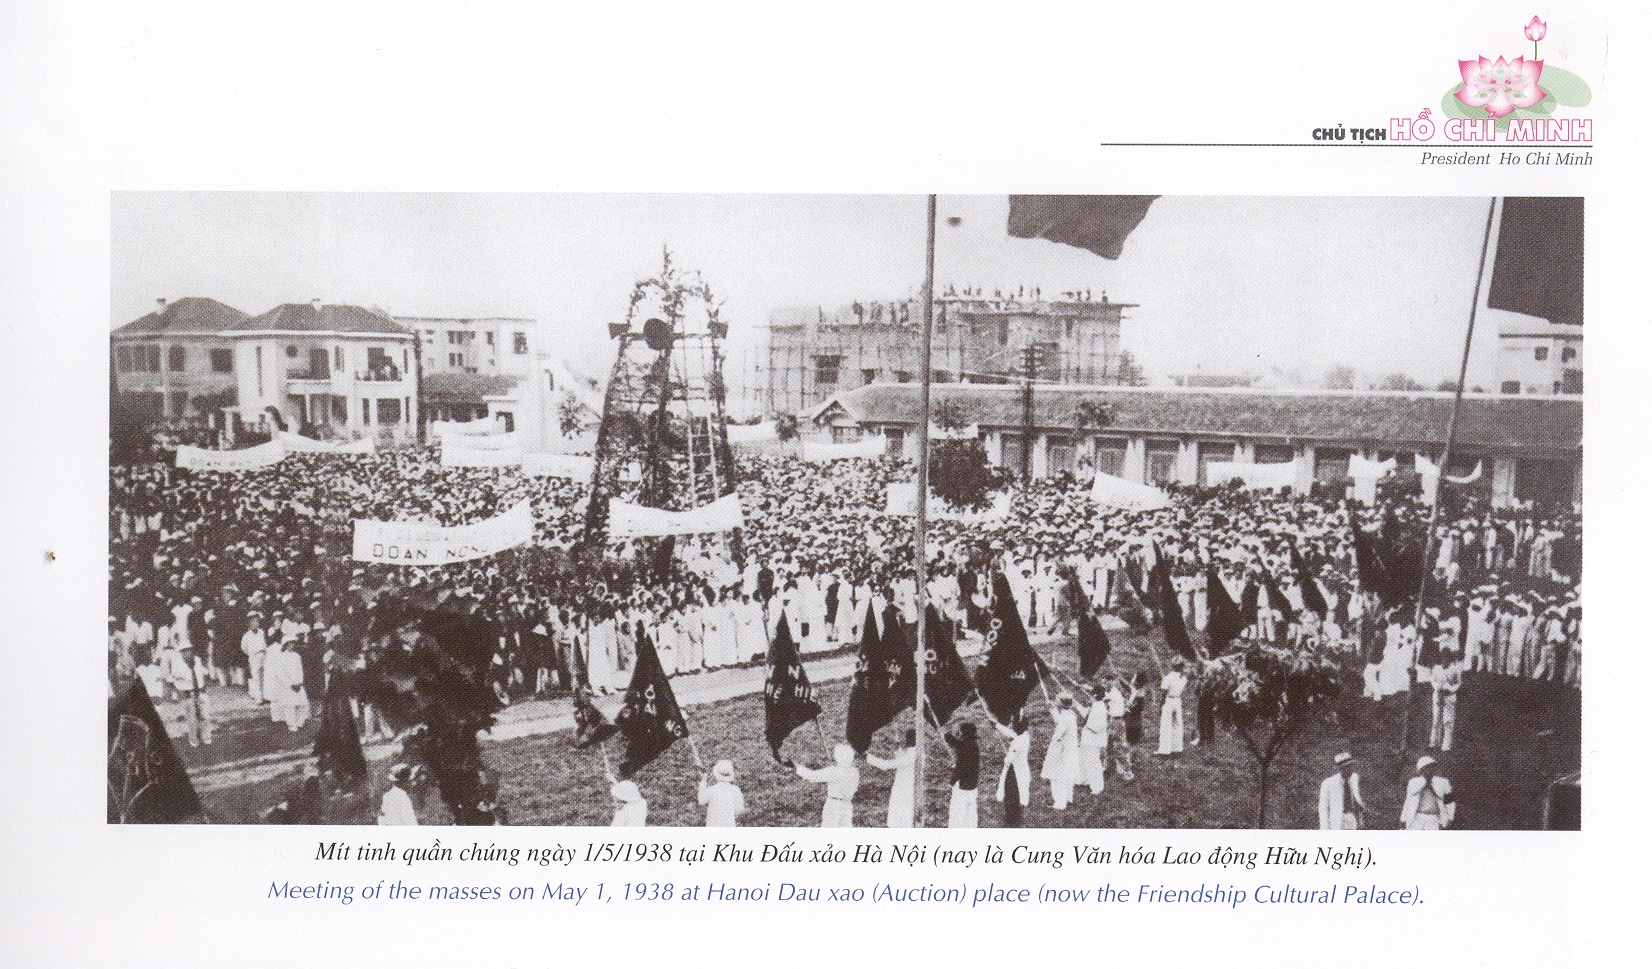 CHỦ TỊCH HỒ CHÍ MINH
President Ho Chi Minh
ĐOAN NON
Mít tinh quần chúng ngày 1/5/1938 tại Khu Đấu xảo Hà Nội (nay là Cung Văn hóa Lao động Hữu Nghị).
Meeting of the masses on May 1, 1938 at Hanoi Dau xao (Auction) place (now the Friendship Cultural Palace).